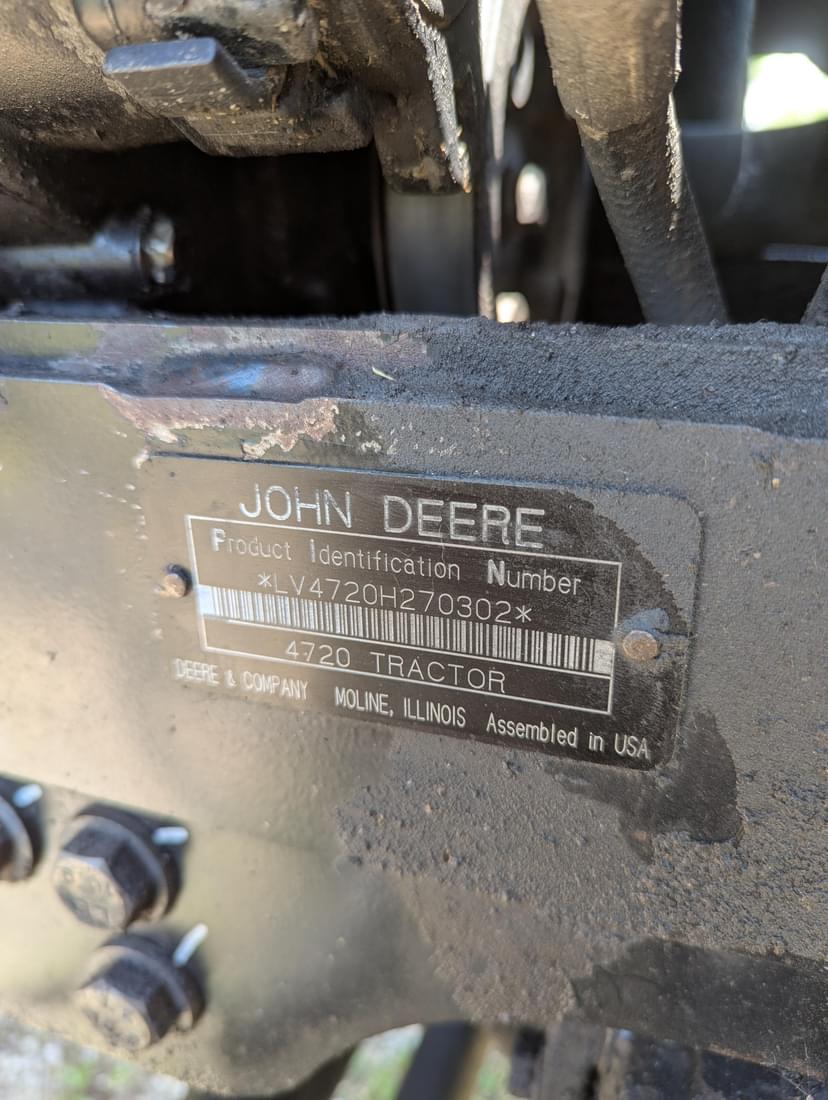 JOHN DEERE
Product Identification Number
*LV4720H270302*
4720 TRACTOR
DEERE & COMPANY MOLINE, ILLINOIS Assembled in USA